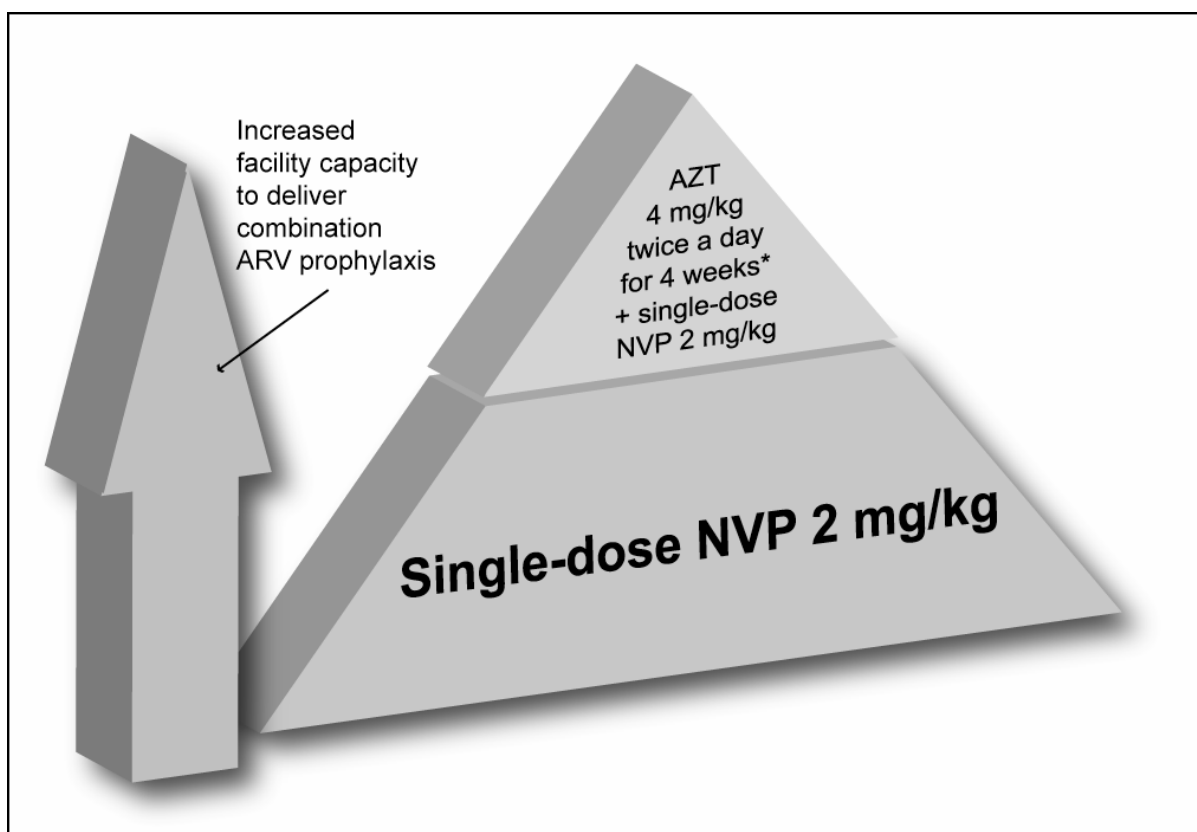 Increased
facility capacity
to deliver
combination
ARV prophylaxis
AZT
4 mg/kg
twice a day
for 4 weeks*
+ single-dose
NVP 2 mg/kg
Single-dose NVP 2 mg/kg